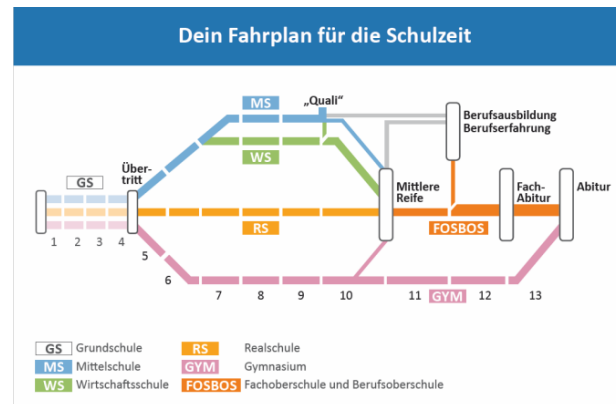 Dein Fahrplan für die Schulzeit
MS
„Quali“
Berufsausbildung
Berufserfahrung
WS
Über-
tritt
GS
Mittlere
Reife
Fach-
Abitur
Abitur
RS
FOSBOS
1 2 3 4
5
6
7 8 9 10 11 GYM 12 13
GS Grundschule
RS Realschule
MS Mittelschule
GYM Gymnasium
WS Wirtschaftsschule
FOSBOS Fachoberschule und Berufsoberschule